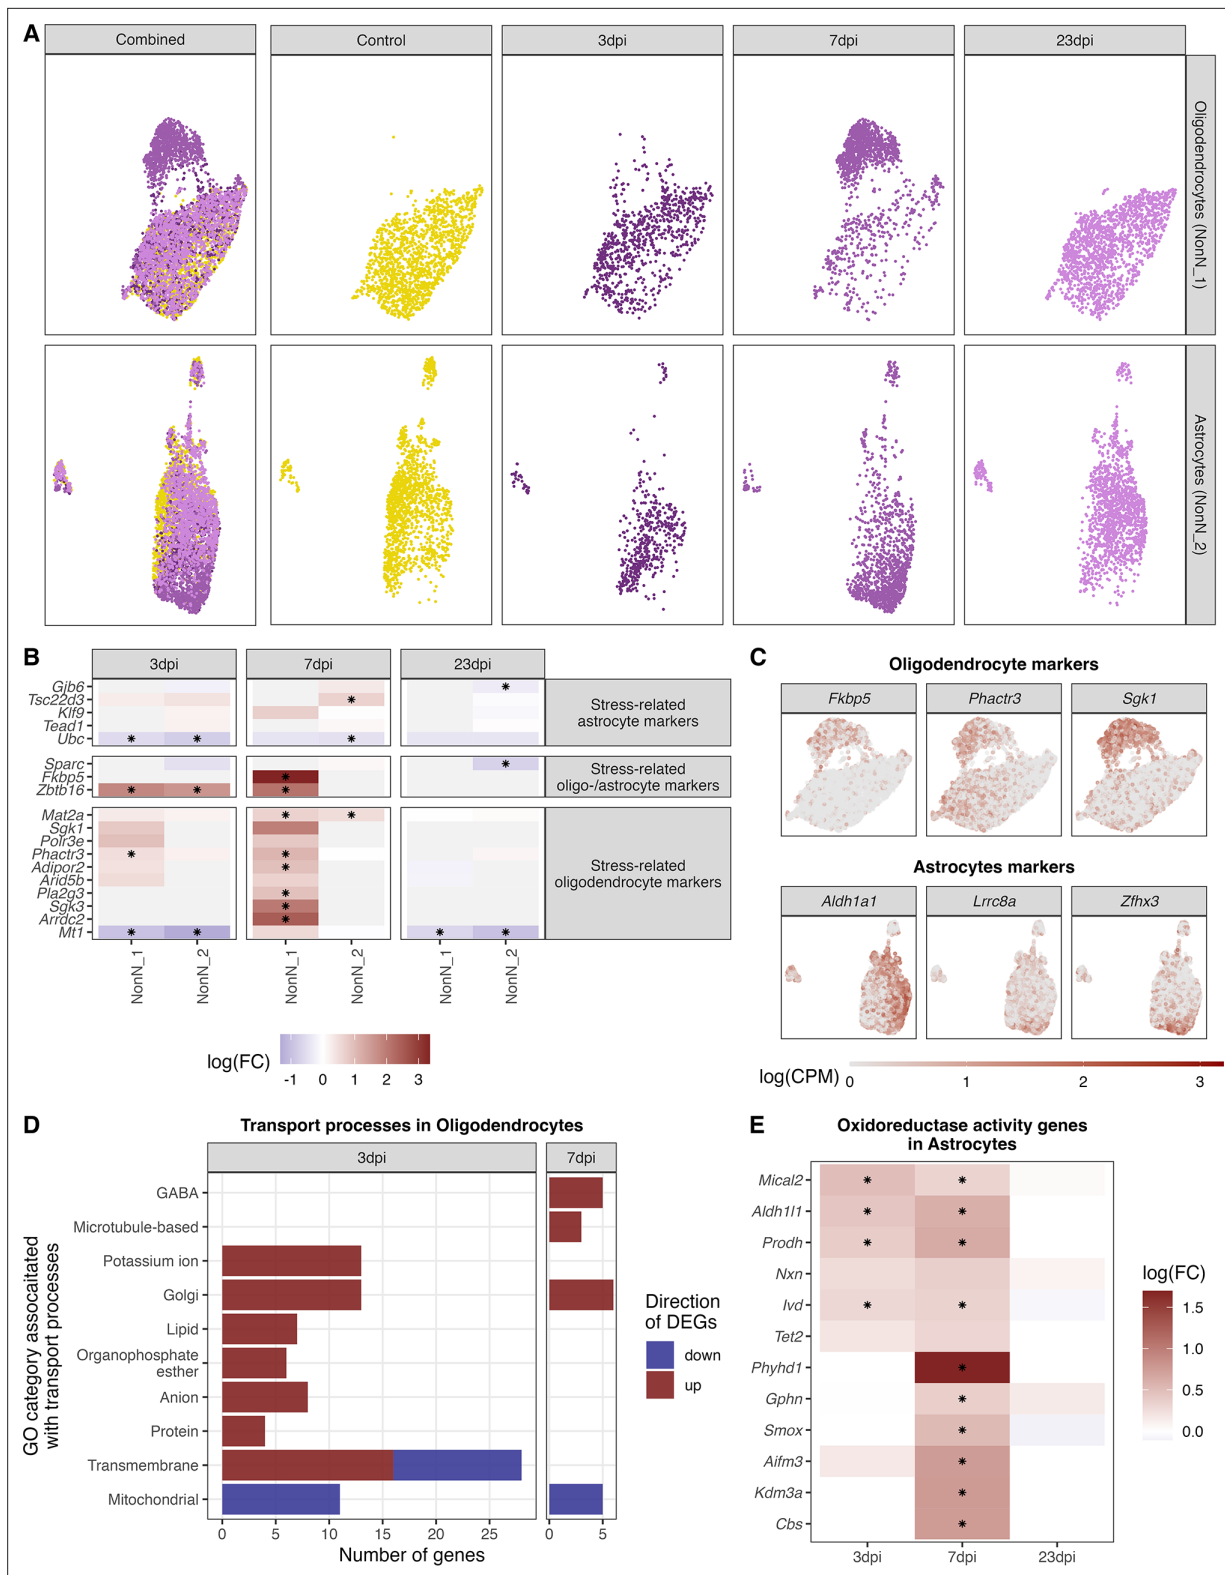 A
Combined
Control
3dpi
7dpi
23dpi
Oligodendrocytes (NonN_1)
Astrocytes (NonN_2)
B
3dpi
7dpi
23dpi
Gjb6
Tsc22d3
Klf9
Tead1
Ubc
Stress-related
astrocyte markers
Sparc
Fkbp5
Zbtb16
Stress-related
oligo-/astrocyte markers
Mat2a
Sgk1
Polr3e
Phactr3
Adipor2
Arid5b
Pla2g3
Sgk3
Arrdc2
Mt1
Stress-related
oligodendrocyte markers
NonN_1
NonN_2
NonN_1
NonN_2
NonN_1
NonN_2
log(FC)
-1 0 1 2 3
C
Oligodendrocyte markers
Fkbp5
Phactr3
Sgk1
Astrocytes markers
Aldh1a1
Lrrc8a
Zfhx3
log(CPM)
0 1 2 3
D
Transport processes in Oligodendrocytes
3dpi
7dpi
GO category assocaitated
with transport processes
GABA
Microtubule-based
Potassium ion
Golgi
Lipid
Organophosphate
esther
Anion
Protein
Transmembrane
Mitochondrial
0 5 10 15 20 25
0 5
Number of genes
Direction
of DEGs
down
up
E
Oxidoreductase activity genes
in Astrocytes
Mical2
Aldh1l1
Prodh
Nxn
Ivd
Tet2
Phyhd1
Gphn
Smox
Aifm3
Kdm3a
Cbs
3dpi
7dpi
23dpi
log(FC)
1.5
1.0
0.5
0.0